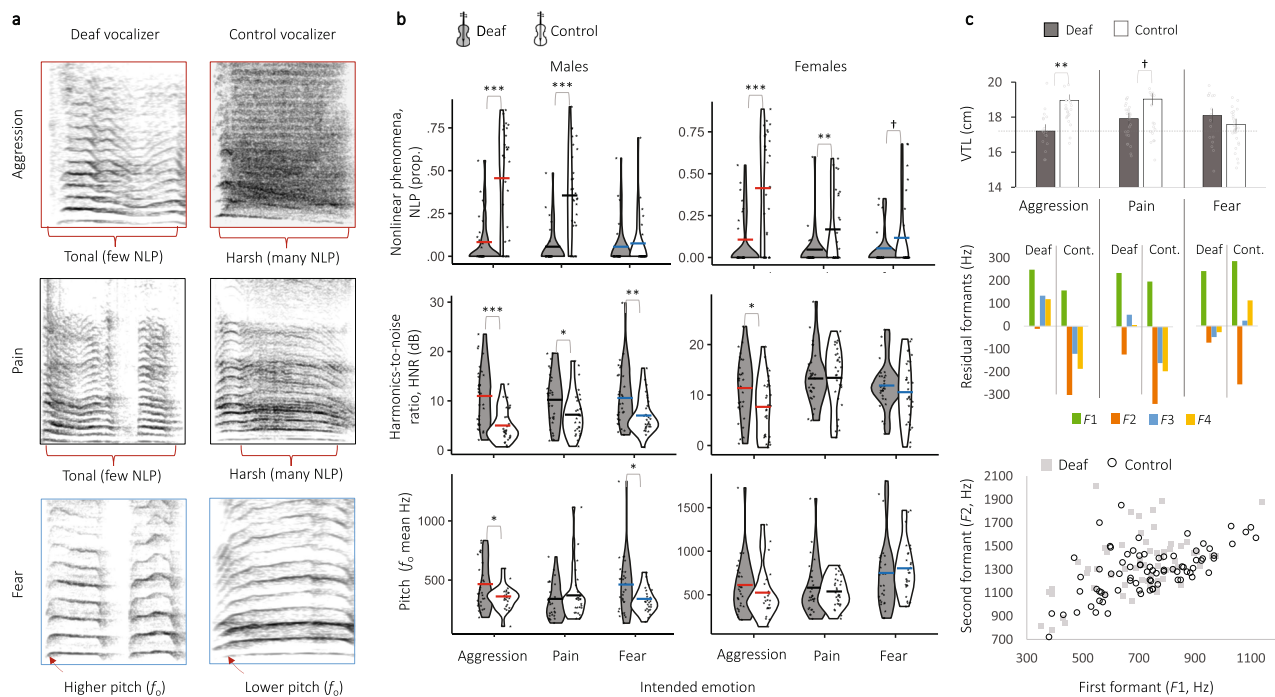 a
Deaf vocalizer
Control vocalizer
Aggression
Tonal (few NLP)
Harsh (many NLP)
Pain
Tonal (few NLP)
Harsh (many NLP)
Fear
Higher pitch (fo)
Lower pitch (fo)
b
Deaf
Control
Males
Females
Nonlinear phenomena,
NLP (prop.)
.75
.50
.25
.00
***
***
0.75
0.50
0.25
0.00
***
**
†
Harmonics-to-noise
ratio, HNR (dB)
30
20
10
0
***
*
**
20
10
0
*
Pitch (fo mean Hz)
1000
500
*
*
1500
1000
500
Aggression
Pain
Fear
Aggression
Pain
Fear
Intended emotion
c
Deaf
Control
VTL (cm)
20
18
16
14
**
†
Aggression
Pain
Fear
Residual formants (Hz)
Deaf
Cont.
Deaf
Cont.
Deaf
Cont.
300
200
100
0
-100
-200
-300
F1
F2
F3
F4
Deaf
Control
Second formant (F2, Hz)
2100
1900
1700
1500
1300
1100
900
700
300
500
700
900
1100
First formant (F1, Hz)